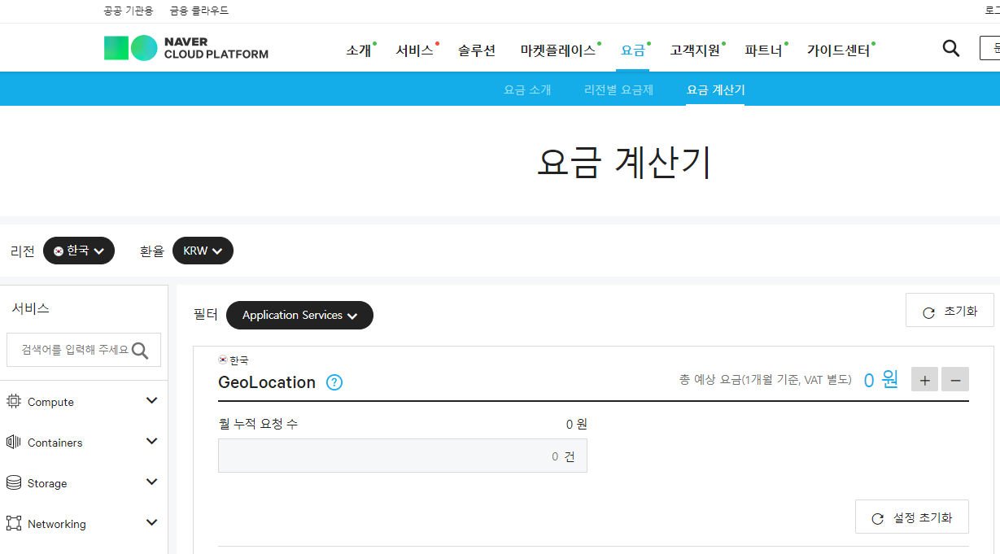 공공 기관용 금융 클라우드
NAVER
CLOUD PLATFORM
소개 서비스 솔루션 마켓플레이스 요금 고객지원 파트너 가이드센터
요금 소개 리전별 요금제 요금 계산기
요금 계산기
리전 한국 환율 KRW
서비스
검색어를 입력해 주세요
Compute
Containers
Storage
Networking
필터 Application Services
초기화
한국
GeoLocation ? 총 예상 요금(1개월 기준, VAT 별도) 0 원 + −
월 누적 요청 수 0 원
0 건
설정 초기화